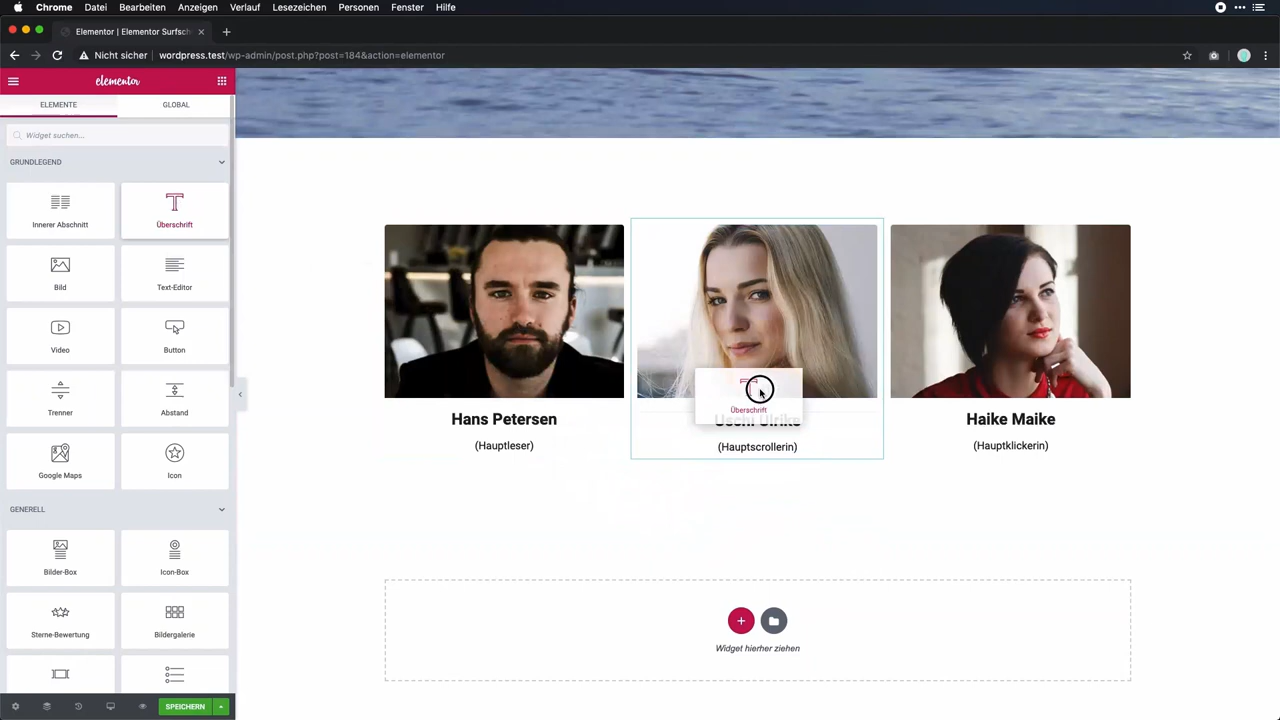 Chrome Datei Bearbeiten Anzeigen Verlauf Lesezeichen Personen Fenster Hilfe
Elementor | Elementor Surfsch
Nicht sicher wordpress.test/wp-admin/post.php?post=184&action=elementor
elementor
ELEMENTE GLOBAL
Widget suchen...
GRUNDLEGEND
Innerer Abschnitt Überschrift
Bild Text-Editor
Video Button
Trenner Abstand
Google Maps Icon
GENERELL
Bilder-Box Icon-Box
Sterne-Bewertung Bildergalerie
SPEICHERN
Überschrift
Hans Petersen Uschi Ulrike Haike Maike
(Hauptleser) (Hauptscrollerin) (Hauptklickerin)
Widget hierher ziehen